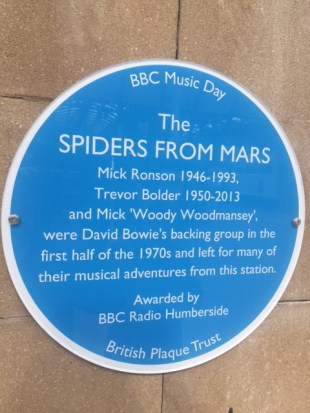 BBC Music Day
The
SPIDERS FROM MARS
Mick Ronson 1946-1993,
Trevor Bolder 1950-2013
and Mick 'Woody Woodmansey',
were David Bowie's backing group in the
first half of the 1970s and left for many of
their musical adventures from this station.
Awarded by
BBC Radio Humberside
British Plaque Trust